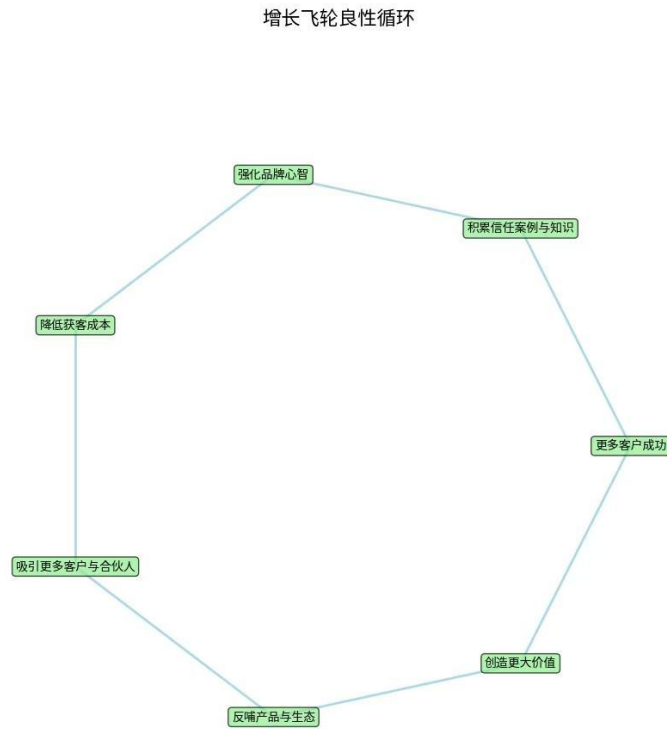 增长飞轮良性循环
强化品牌心智
积累信任案例与知识
降低获客成本
更多客户成功
吸引更多客户与合伙人
创造更大价值
反哺产品与生态